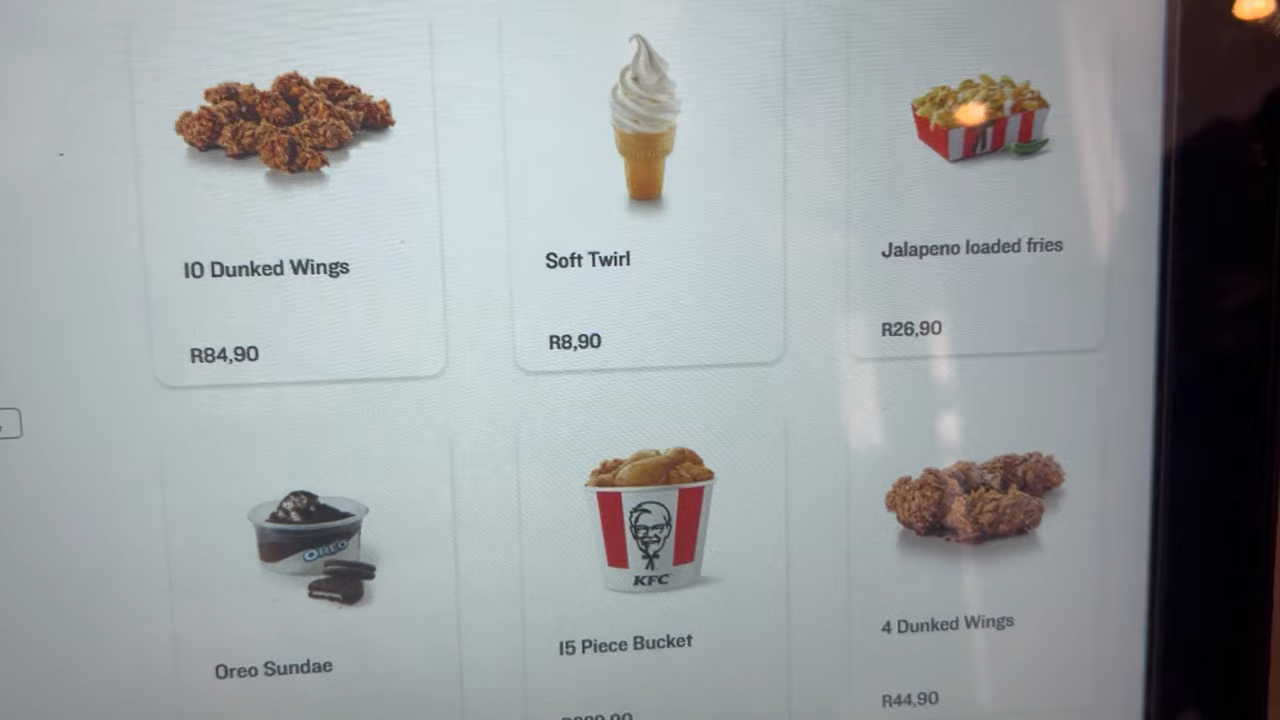 10 Dunked Wings
Soft Twirl
Jalapeno loaded fries
R84,90
R8,90
R26,90
OREO
KFC
Oreo Sundae
15 Piece Bucket
4 Dunked Wings
R44,90